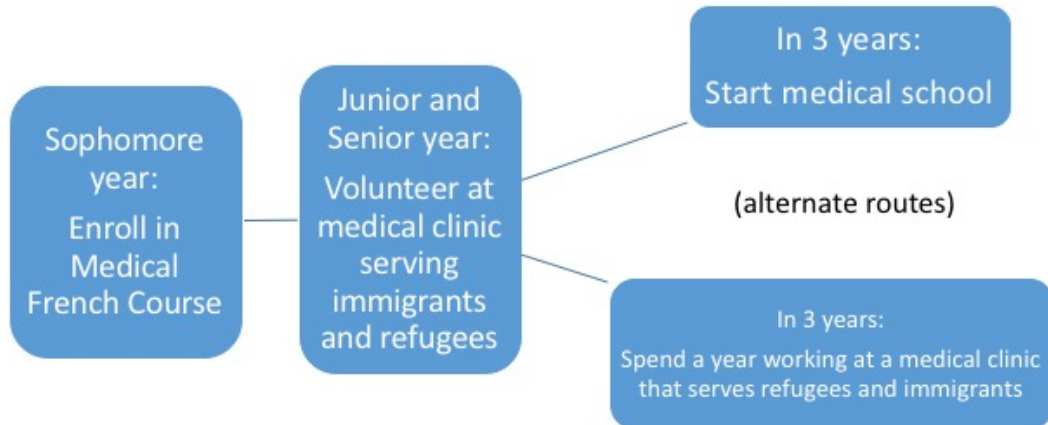 Sophomore
year:
Enroll in
Medical
French Course
Junior and
Senior year:
Volunteer at
medical clinic
serving
immigrants
and refugees
In 3 years:
Start medical school
(alternate routes)
In 3 years:
Spend a year working at a medical clinic
that serves refugees and immigrants